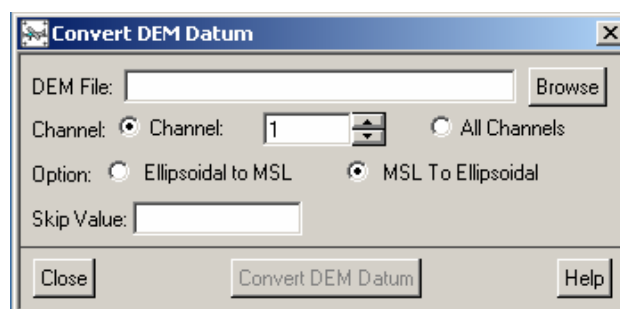 Convert DEM Datum
DEM File: Browse
Channel: Channel: 1 All Channels
Option: Ellipsoidal to MSL MSL To Ellipsoidal
Skip Value:
Close Convert DEM Datum Help